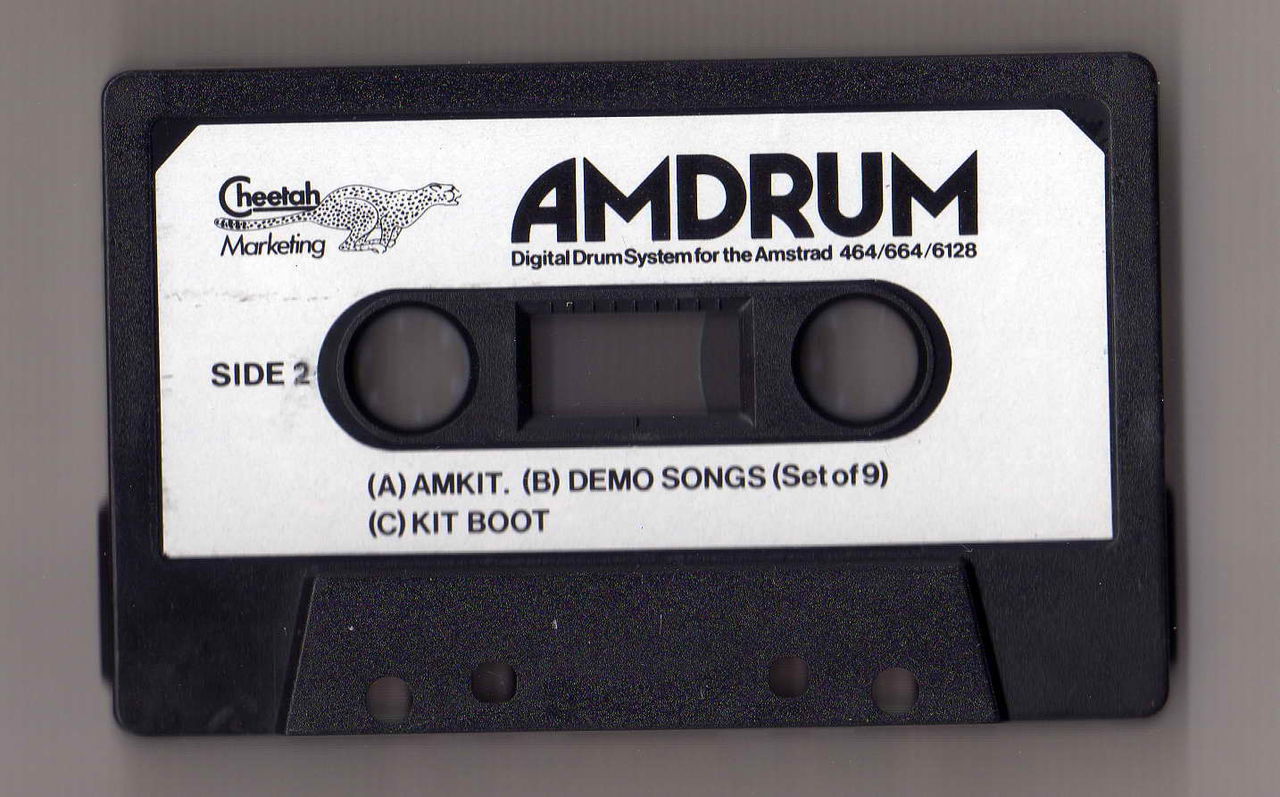 Cheetah
Marketing
AMDRUM
Digital Drum System for the Amstrad 464/664/6128
SIDE 2
(A) AMKIT. (B) DEMO SONGS (Set of 9)
(C) KIT BOOT